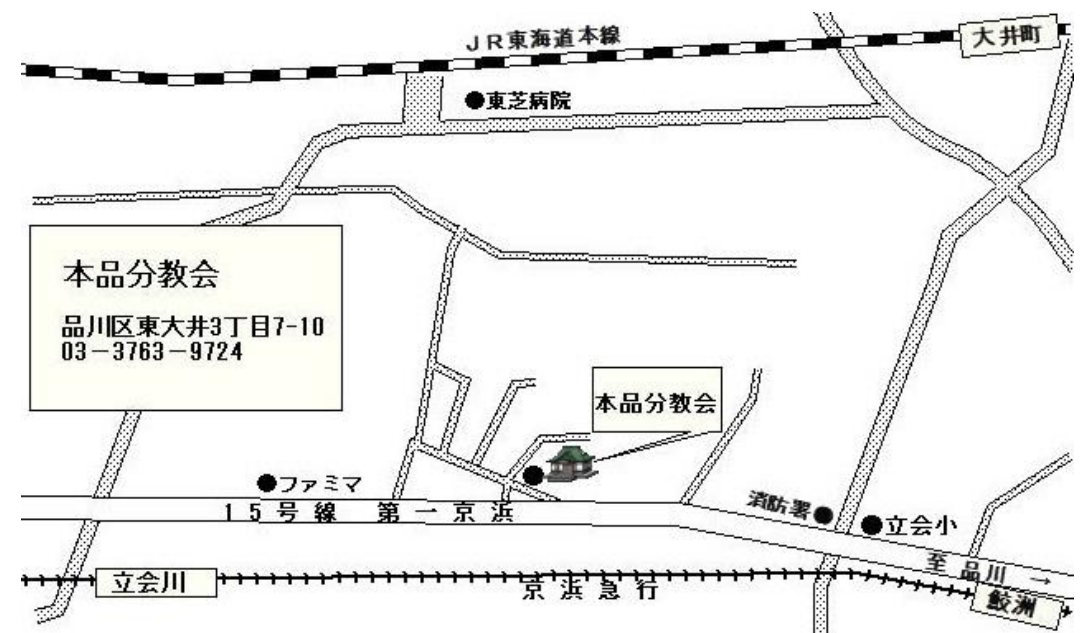 JR東海道本線
大井町
東芝病院
本品分教会
品川区東大井3丁目7-10
03-3763-9724
本品分教会
ファミマ
15号線 第一京浜
消防署
立会小
至品川 →
立会川
京浜急行
鮫洲